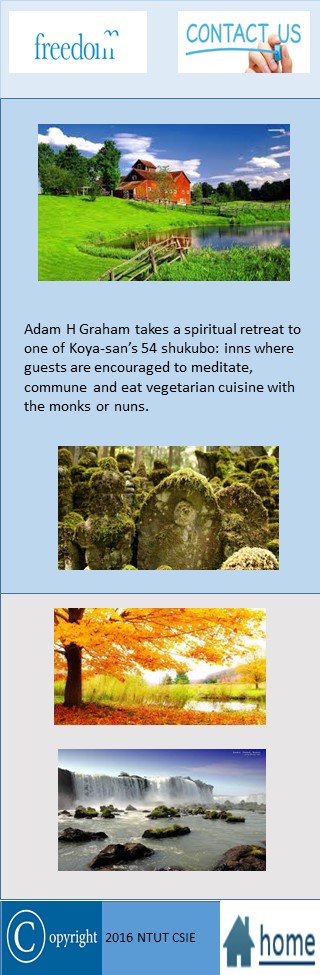 freedom
CONTACT US
Adam H Graham takes a spiritual retreat to
one of Koya-san’s 54 shukubo: inns where
guests are encouraged to meditate,
commune and eat vegetarian cuisine with
the monks or nuns.
Copyright 2016 NTUT CSIE
home